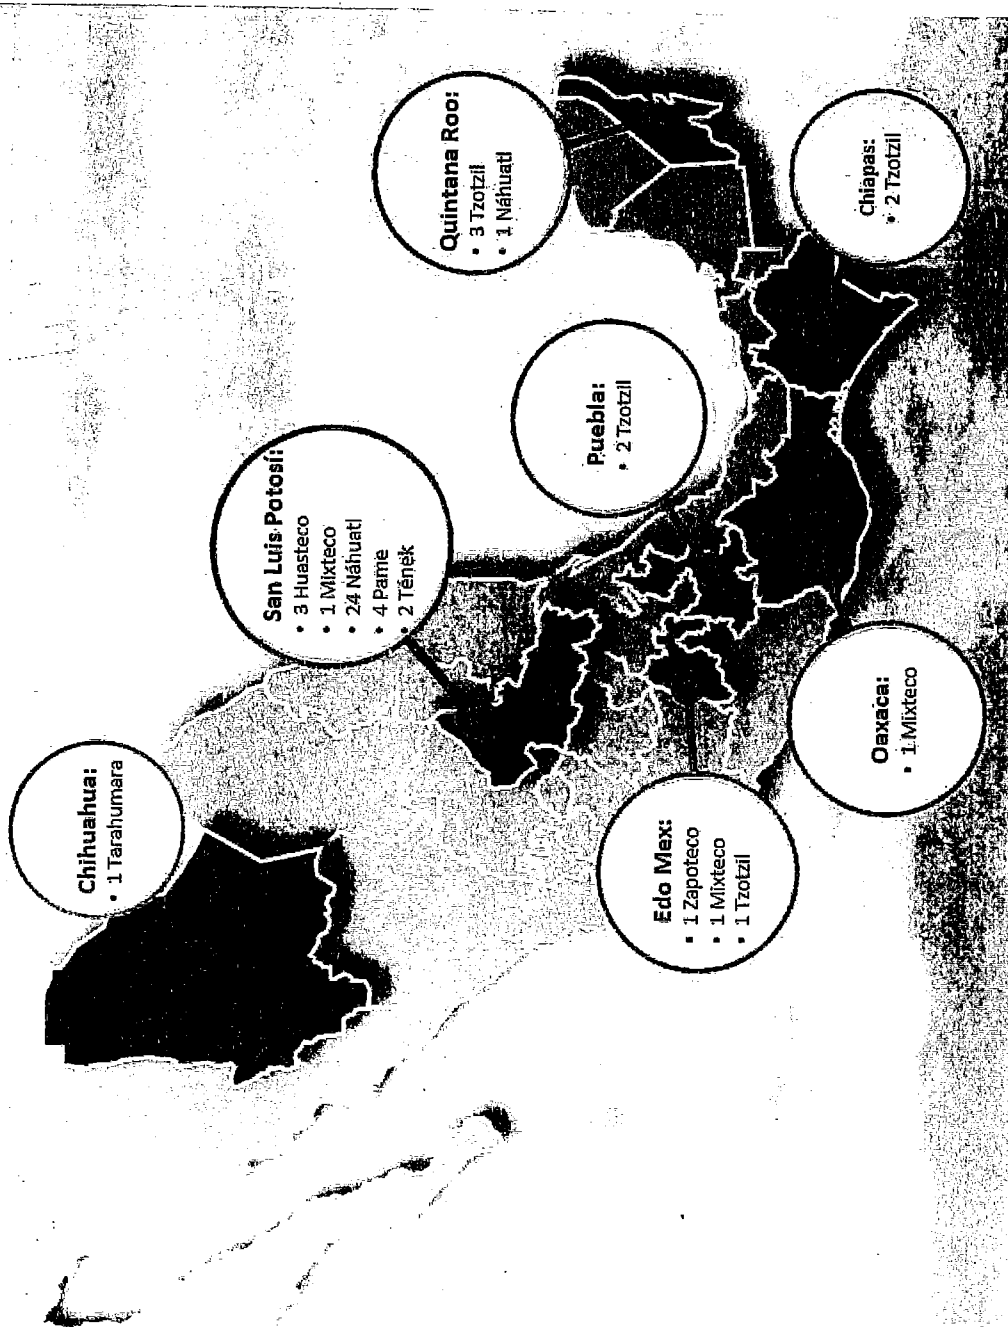 Chihuahua:
• 1 Tarahumara
San Luis Potosí:
• 3 Huasteco
• 1 Mixteco
• 24 Náhuatl
• 4 Pame
• 2 Tének
Quintana Roo:
• 3 Tzotzil
• 1 Náhuatl
Puebla:
• 2 Tzotzil
Edo Mex:
• 1 Zapoteco
• 1 Mixteco
• 1 Tzotzil
Oaxaca:
• 1 Mixteco
Chiapas:
• 2 Tzotzil